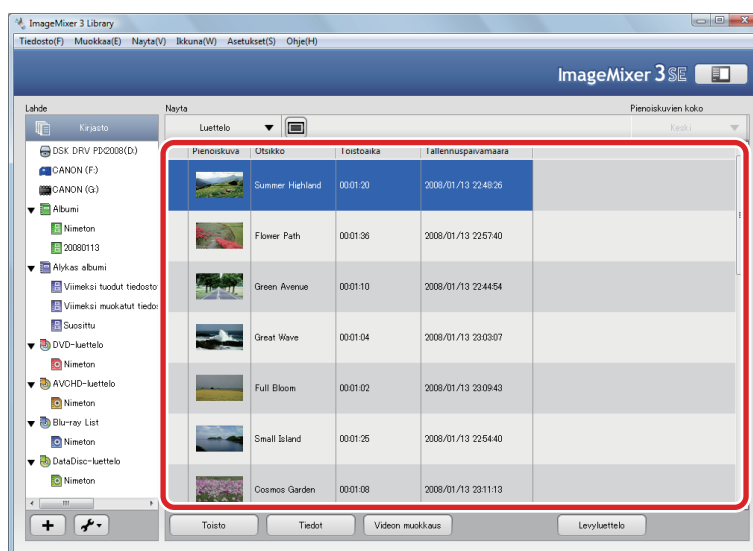 ImageMixer 3 Library
Tiedosto(F) Muokkaa(E) Nayta(V) Ikkuna(W) Asetukset(S) Ohje(H)
ImageMixer 3 SE
Lahde
Nayta
Pienoiskuvien koko
Kirjasto
Luettelo
Keski
DSK DRV PD2008(D:)
CANON (F:)
CANON (G:)
Albumi
Nimeton
20080113
Alykas albumi
Viimeksi tuodut tiedosto
Viimeksi muokatut tiedo
Suosittu
DVD-luettelo
Nimeton
AVCHD-luettelo
Nimeton
Blu-ray List
Nimeton
DataDisc-luettelo
Nimeton
Pienoiskuva Otsikko Toistoaika Tallennuspaivamaara
Summer Highland 00:01:20 2008/01/13 22:48:26
Flower Path 00:01:36 2008/01/13 22:57:40
Green Avenue 00:01:10 2008/01/13 22:44:54
Great Wave 00:01:04 2008/01/13 23:03:07
Full Bloom 00:01:02 2008/01/13 23:09:43
Small Island 00:01:25 2008/01/13 22:54:40
Cosmos Garden 00:01:08 2008/01/13 23:11:13
Toisto Tiedot Videon muokkaus Levyluettelo